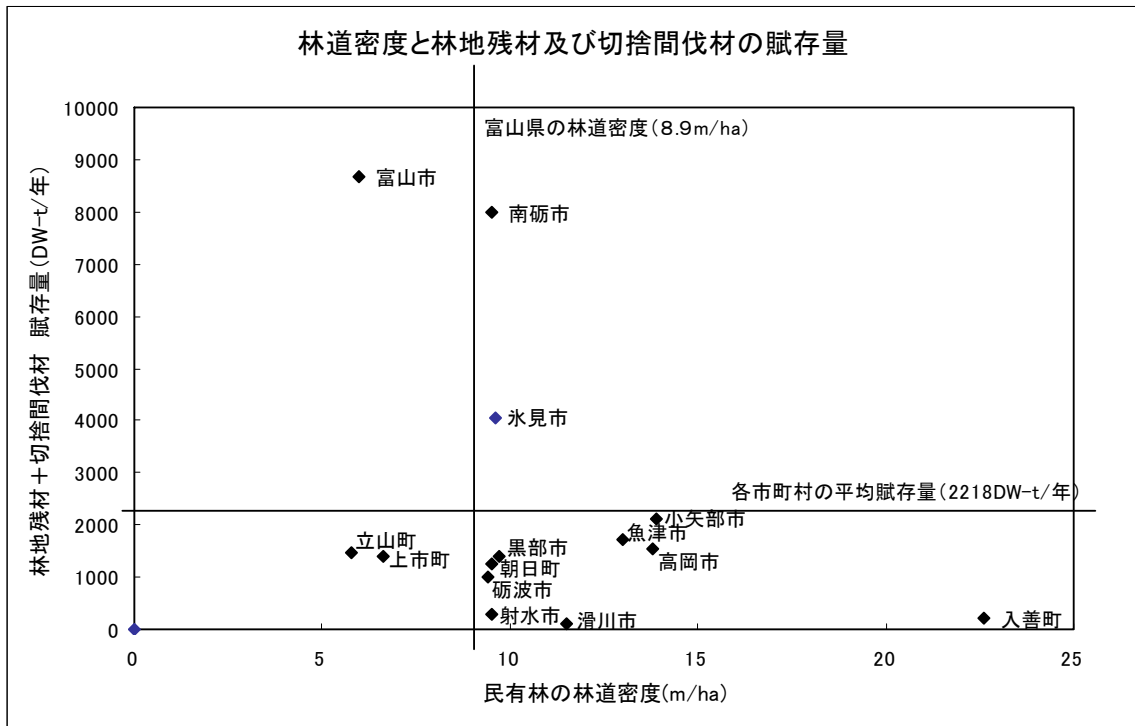 林道密度と林地残材及び切捨間伐材の賦存量
林地残材＋切捨間伐材 賦存量(DW-t/年)
10000
9000
8000
7000
6000
5000
4000
3000
2000
1000
0
富山県の林道密度(8.9m/ha)
富山市
南砺市
氷見市
各市町村の平均賦存量(2218DW-t/年)
小矢部市
魚津市
高岡市
立山町
上市町
黒部市
朝日町
砺波市
射水市
滑川市
入善町
0
5
10
15
20
25
民有林の林道密度(m/ha)